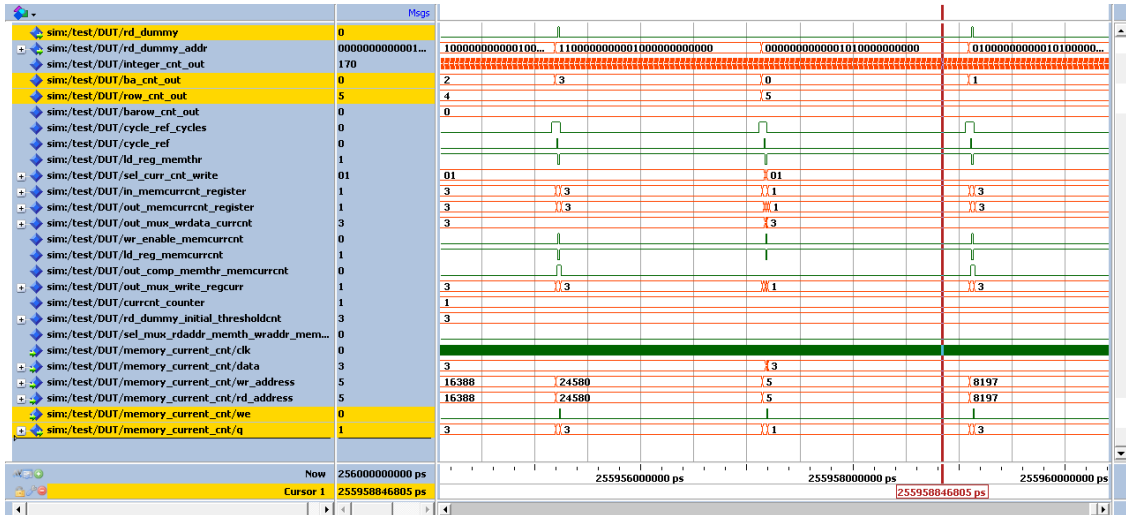 Msgs
sim:/test/DUT/rd_dummy 0
sim:/test/DUT/rd_dummy_addr 0000000000001... 100000000000100... 11000000000001000000000000 00000000000001010000000000 010000000000010100000...
sim:/test/DUT/integer_cnt_out 170
sim:/test/DUT/ba_cnt_out 0 2 3 0 1
sim:/test/DUT/row_cnt_out 5 4 5
sim:/test/DUT/barow_cnt_out 0 0
sim:/test/DUT/cycle_ref_cycles 0
sim:/test/DUT/cycle_ref 0
sim:/test/DUT/ld_reg_memthr 1
sim:/test/DUT/sel_curr_cnt_write 01 01 01
sim:/test/DUT/in_memcurrcnt_register 1 3 3 1 3
sim:/test/DUT/out_memcurrcnt_register 1 3 3 1 3
sim:/test/DUT/out_mux_wrdata_currcnt 3 3 3
sim:/test/DUT/wr_enable_memcurrcnt 0
sim:/test/DUT/ld_reg_memcurrcnt 1
sim:/test/DUT/out_comp_memthr_memcurrcnt 0
sim:/test/DUT/out_mux_write_regcurr 1 3 3 1 3
sim:/test/DUT/currcnt_counter 1 1
sim:/test/DUT/rd_dummy_initial_thresholdcnt 3 3
sim:/test/DUT/sel_mux_rdaddr_memth_wraddr_mem... 0
sim:/test/DUT/memory_current_cnt/clk 0
sim:/test/DUT/memory_current_cnt/data 3 3 3
sim:/test/DUT/memory_current_cnt/wr_address 5 16388 24580 5 8197
sim:/test/DUT/memory_current_cnt/rd_address 5 16388 24580 5 8197
sim:/test/DUT/memory_current_cnt/we 0
sim:/test/DUT/memory_current_cnt/q 1 3 3 1 3
Now 256000000000 ps 255956000000 ps 255958000000 ps 255960000000 ps
Cursor 1 255958846805 ps 255958846805 ps